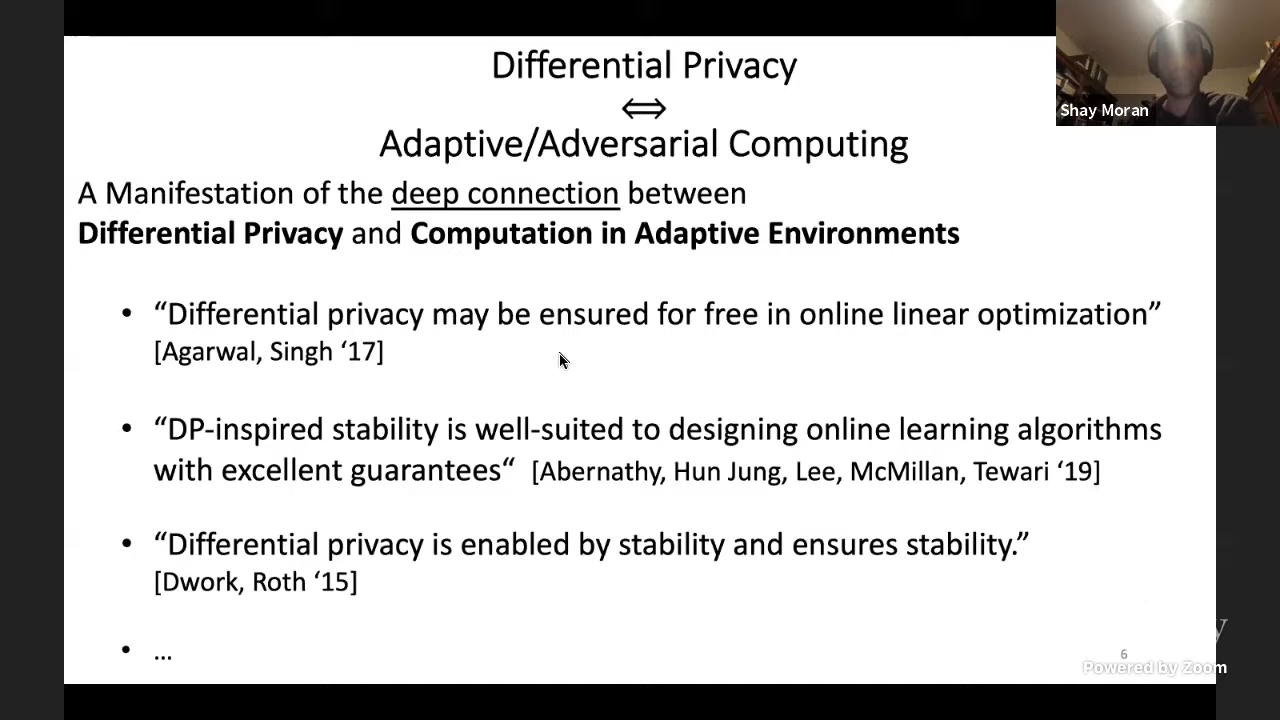 Differential Privacy
⇔
Adaptive/Adversarial Computing
Shay Moran
A Manifestation of the deep connection between
Differential Privacy and Computation in Adaptive Environments
• “Differential privacy may be ensured for free in online linear optimization”
[Agarwal, Singh ‘17]
• “DP-inspired stability is well-suited to designing online learning algorithms
with excellent guarantees“ [Abernathy, Hun Jung, Lee, McMillan, Tewari ‘19]
• “Differential privacy is enabled by stability and ensures stability.”
[Dwork, Roth ‘15]
• ...
6
Powered by Zoom